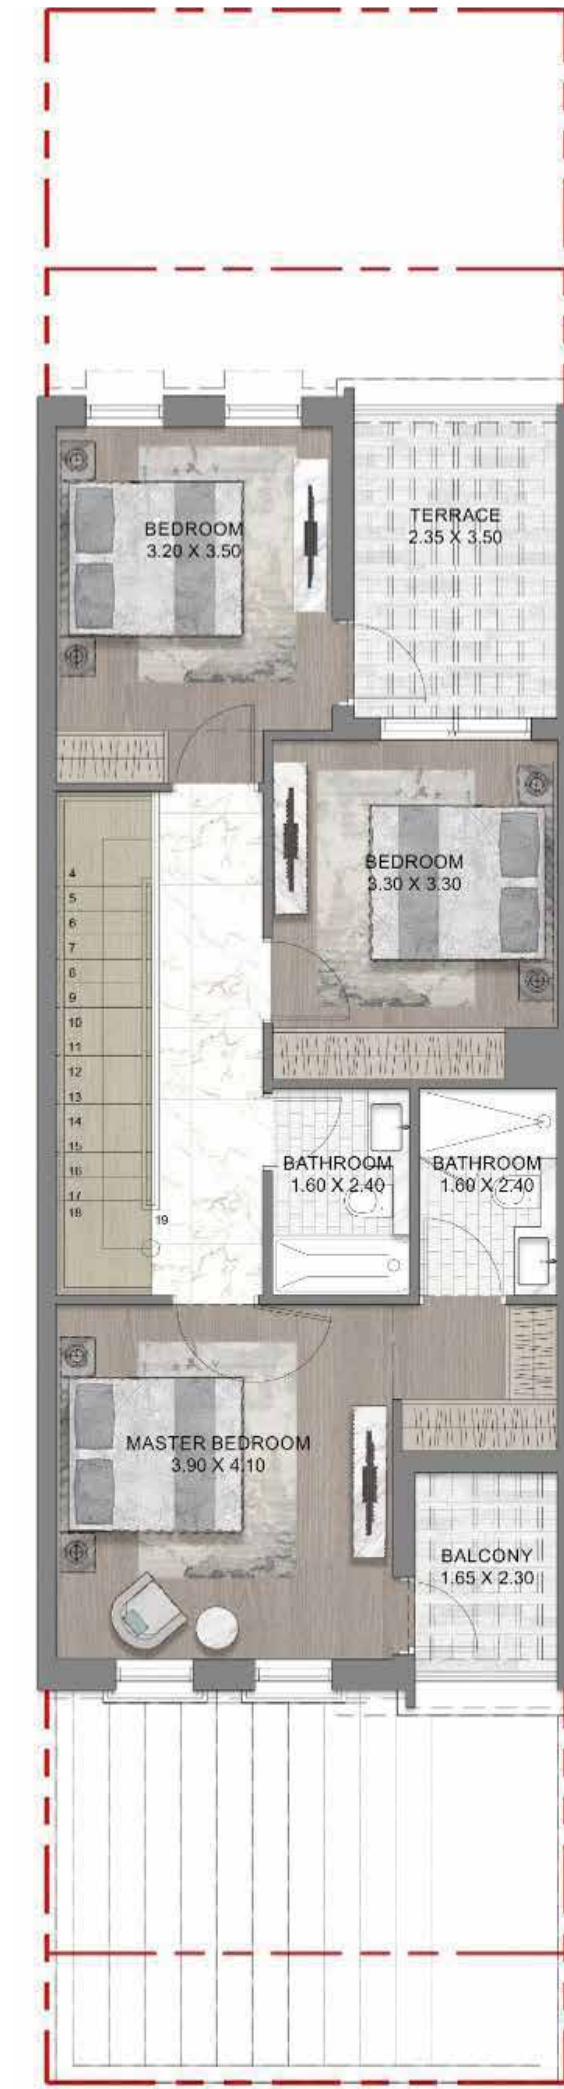 BEDROOM
3.20 X 3.50
TERRACE
2.35 X 3.50
BEDROOM
3.30 X 3.30
4
5
6
7
8
9
10
11
12
13
14
15
16
17
18
19
BATHROOM
1.60 X 2.40
BATHROOM
1.60 X 2.40
MASTER BEDROOM
3.90 X 4.10
BALCONY
1.65 X 2.30